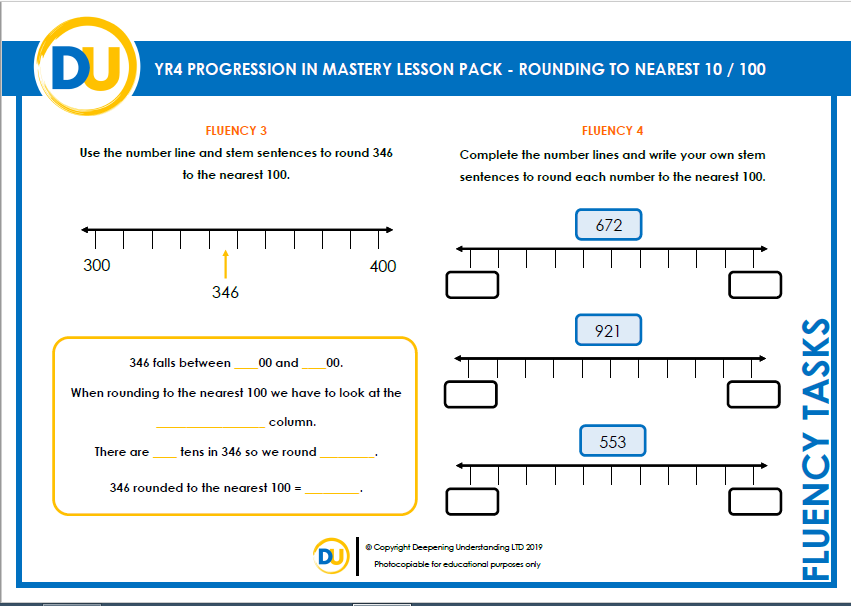 DU
YR4 PROGRESSION IN MASTERY LESSON PACK - ROUNDING TO NEAREST 10 / 100
FLUENCY 3
Use the number line and stem sentences to round 346
to the nearest 100.
300
400
346
346 falls between ____00 and ____00.
When rounding to the nearest 100 we have to look at the
__________________ column.
There are ____ tens in 346 so we round _________.
346 rounded to the nearest 100 = _________.
FLUENCY 4
Complete the number lines and write your own stem
sentences to round each number to the nearest 100.
672
921
553
FLUENCY TASKS
DU
© Copyright Deepening Understanding LTD 2019
Photocopiable for educational purposes only